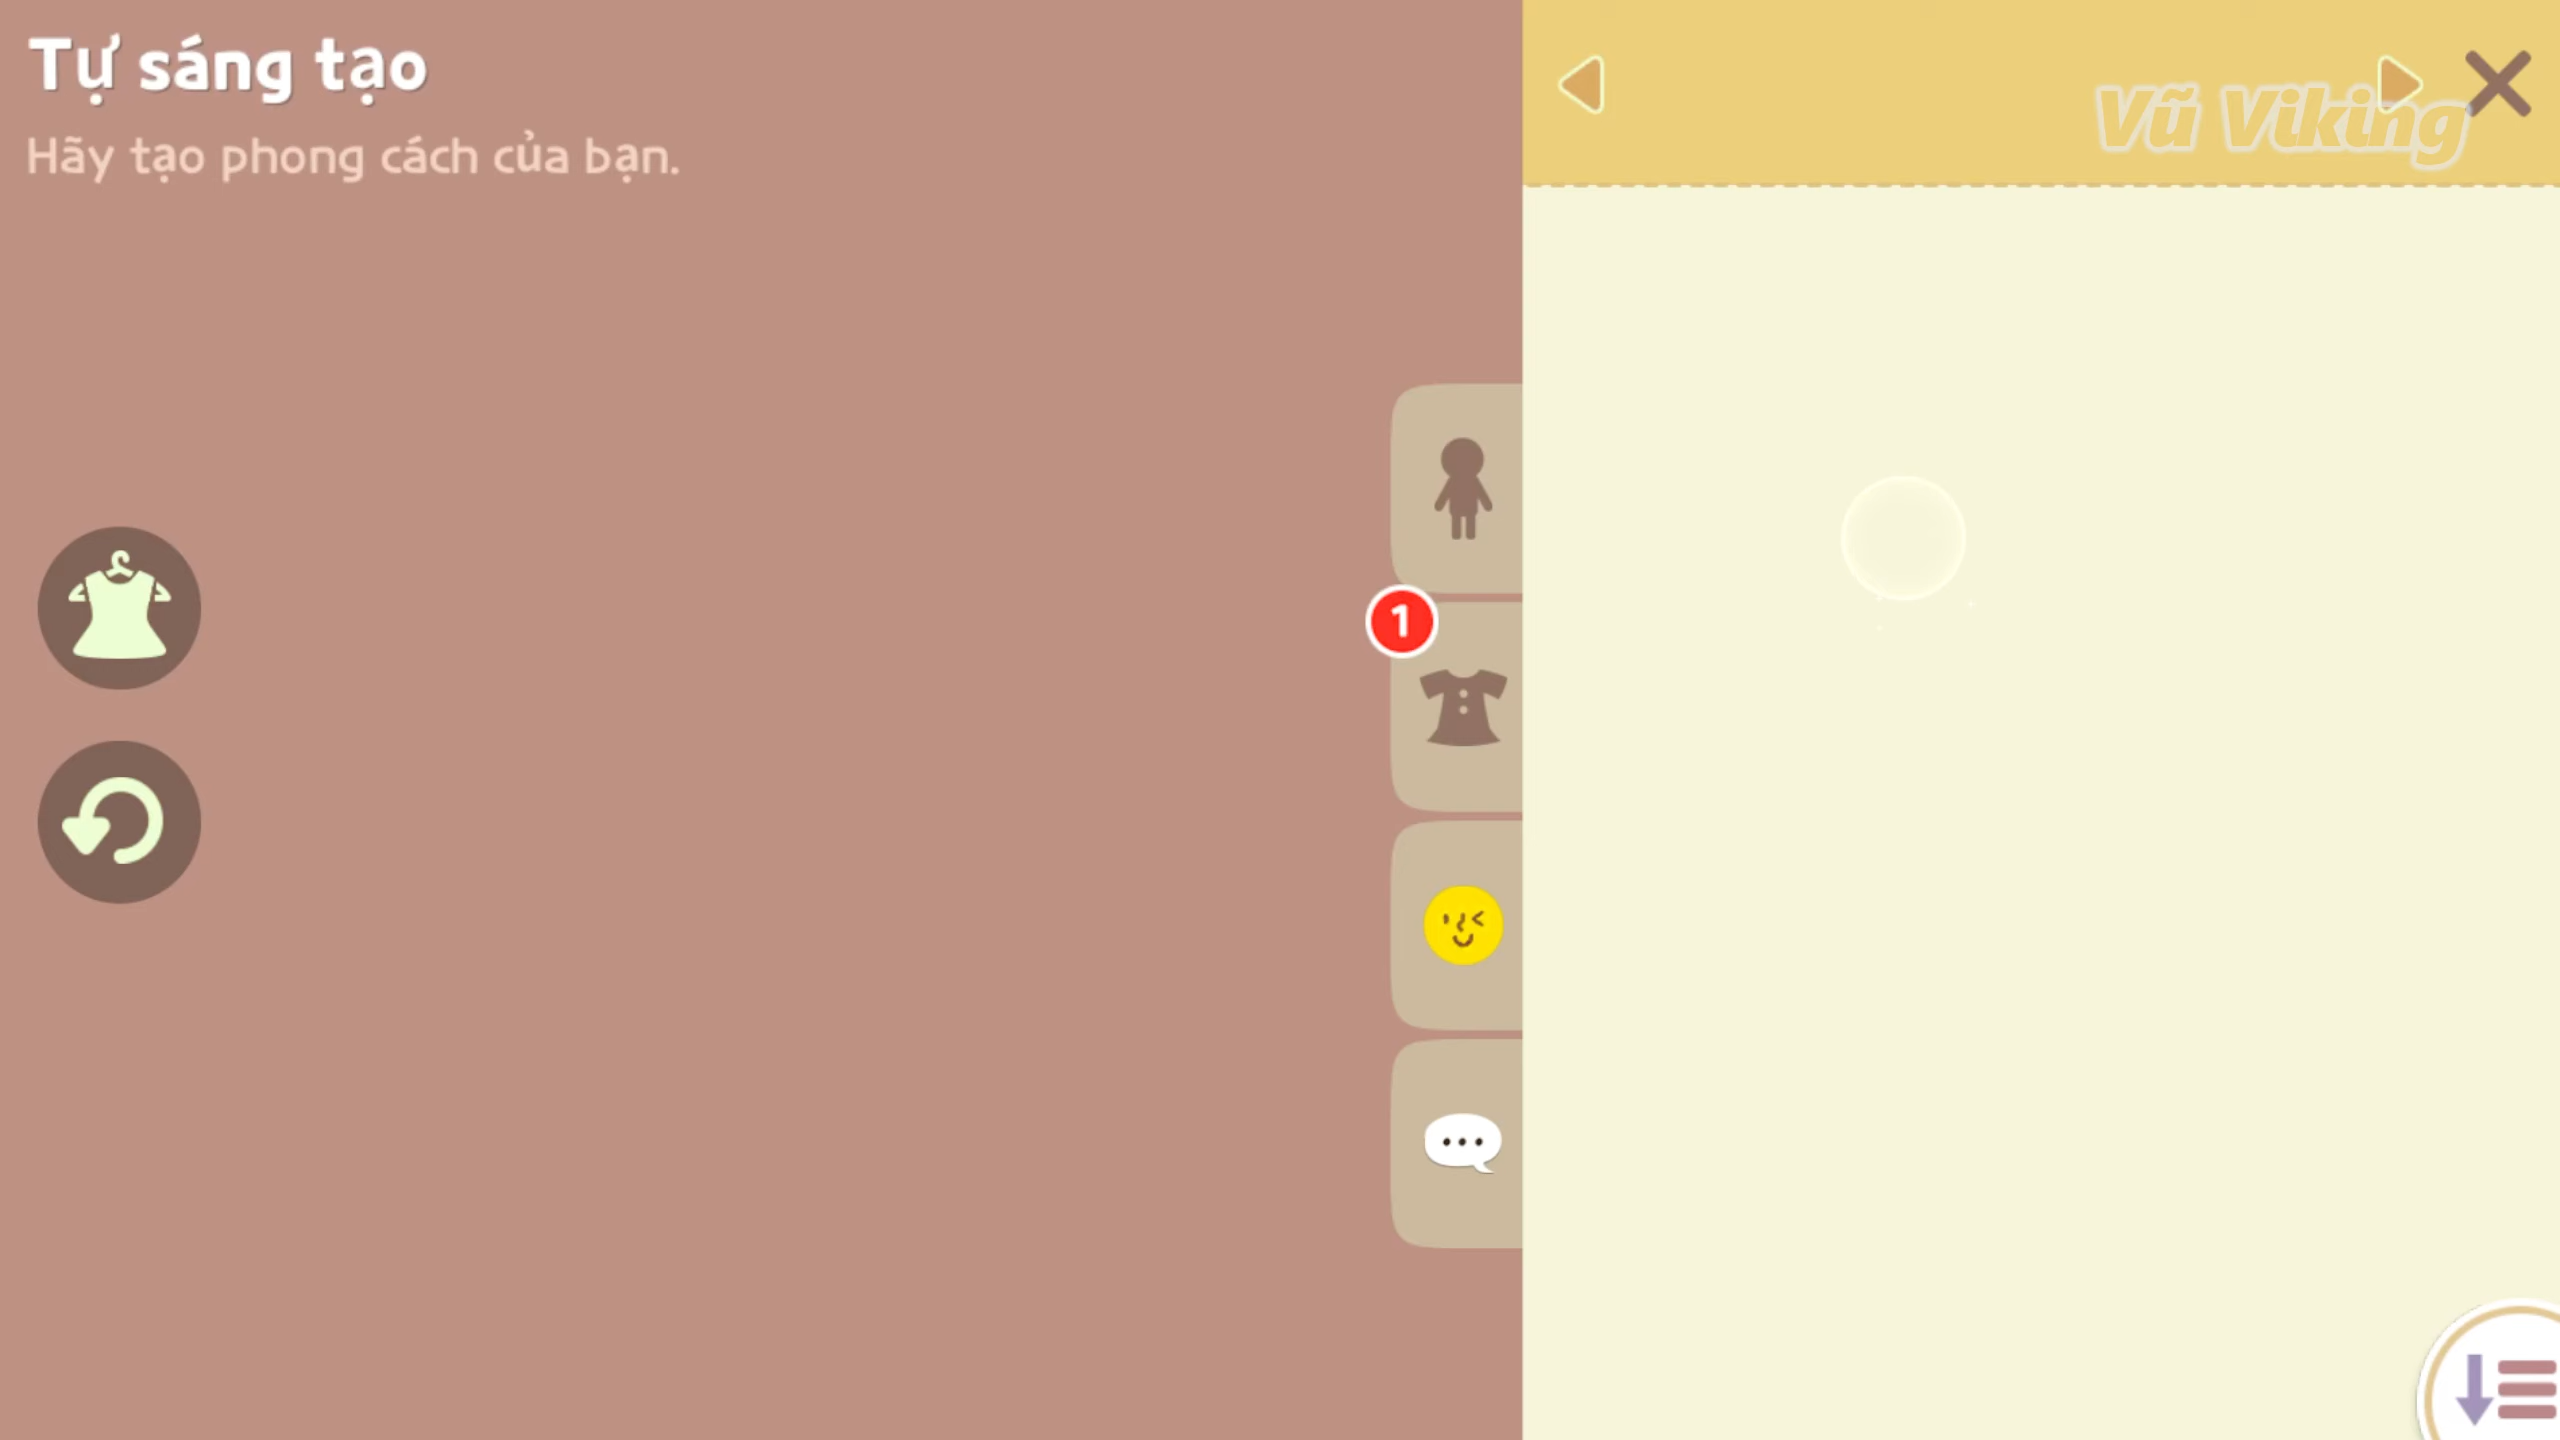 Tự sáng tạo
Hãy tạo phong cách của bạn.
Vũ Viking
1